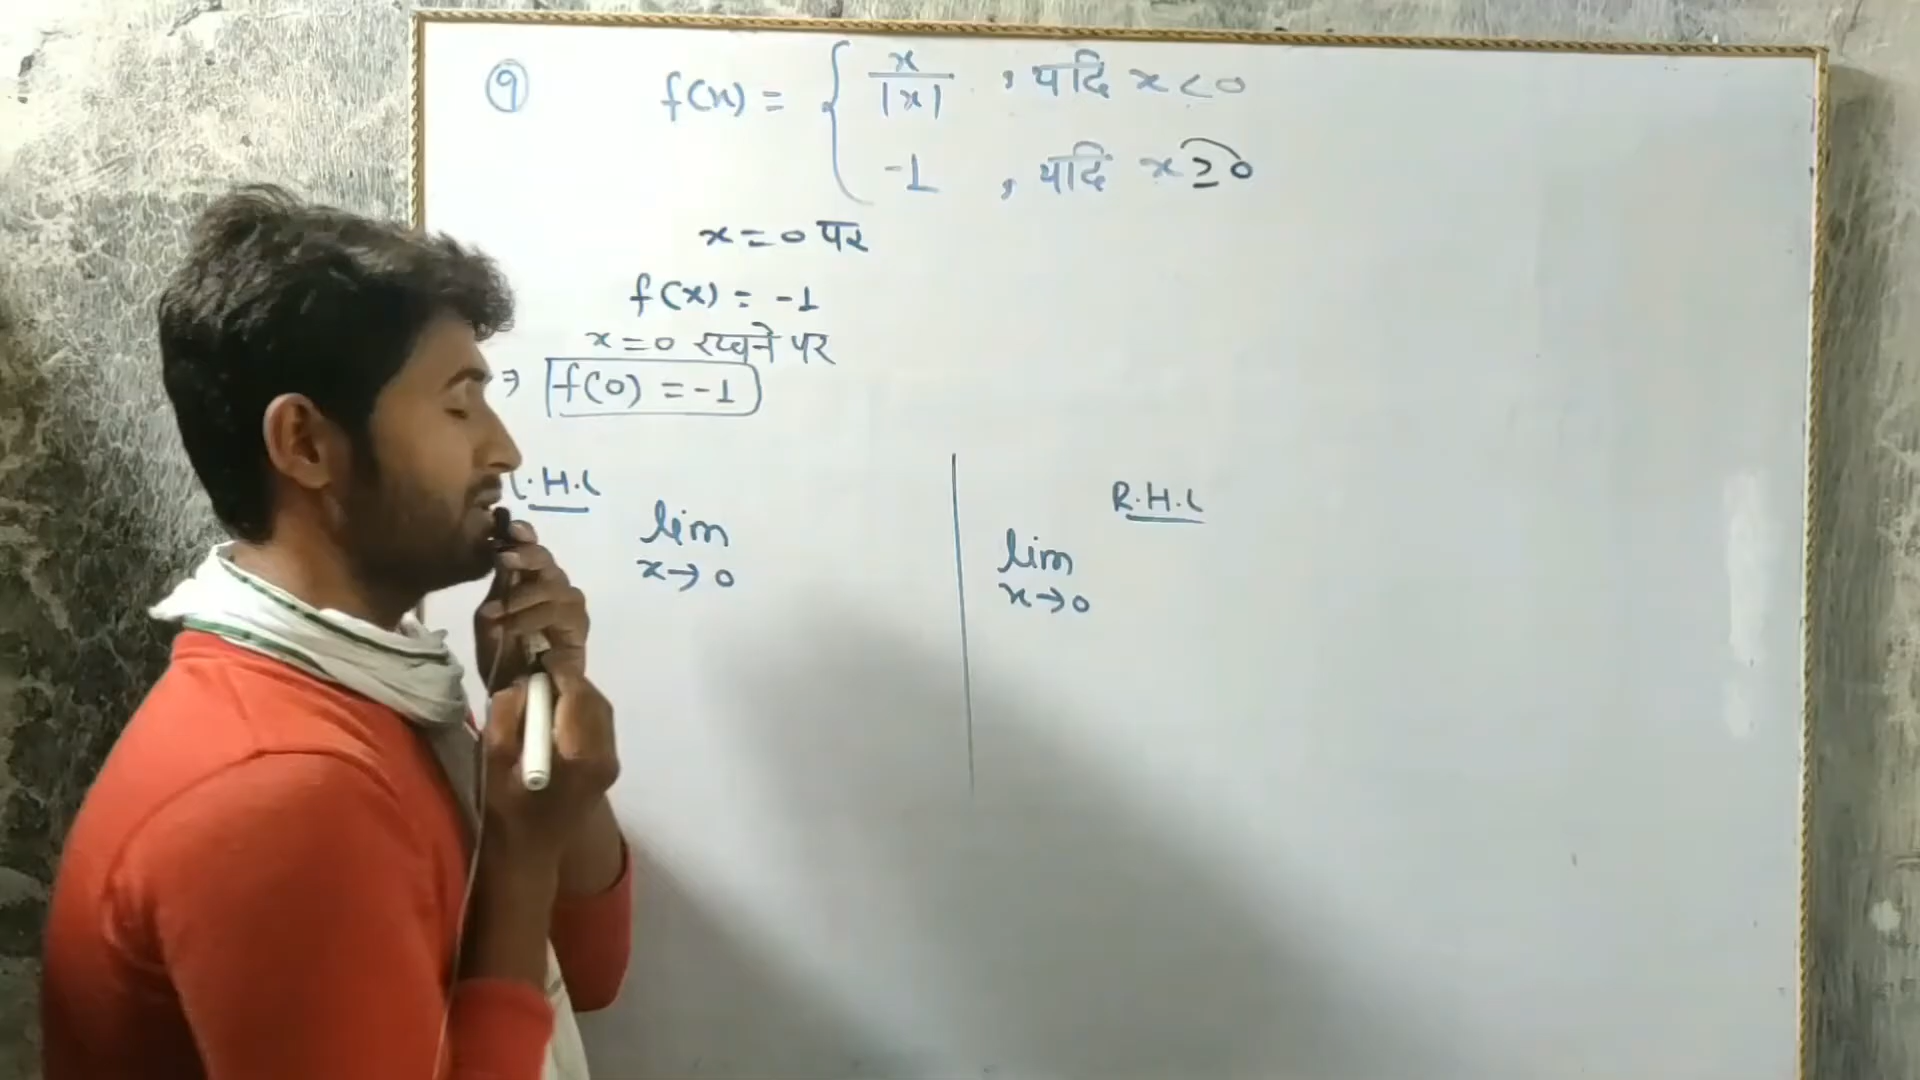 9
f(x) = { x/|x| , यदि x < 0
-1 , यदि x ≥ 0
x = 0 पर
f(x) = -1
x = 0 रखने पर
⇒ f(0) = -1
L.H.L
lim
x→0
R.H.L
lim
x→0